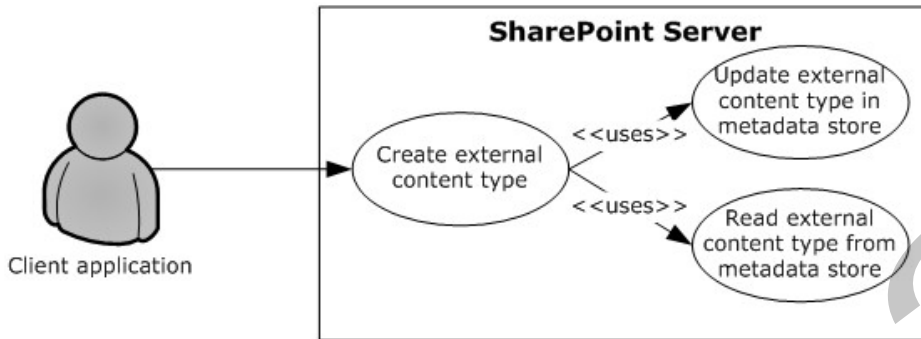 SharePoint Server
Update external
content type in
metadata store
<<uses>>
Create external
content type
<<uses>>
Read external
content type from
metadata store
Client application